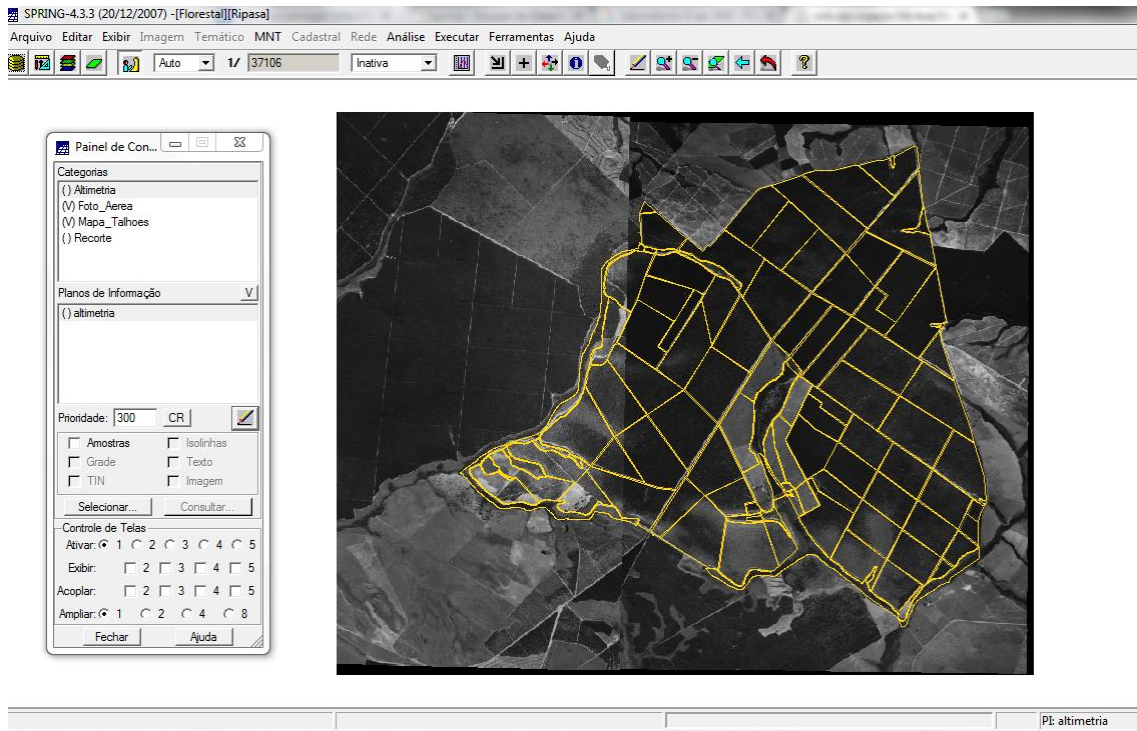 SPRING-4.3.3 (20/12/2007) -[Florestal][Ripasa]
Arquivo Editar Exibir Imagem Temático MNT Cadastral Rede Análise Executar Ferramentas Ajuda
Auto 1/ 37106 Inativa
Painel de Con...
Categorias
( ) Altimetria
(V) Foto_Aerea
(V) Mapa_Talhoes
( ) Recorte
Planos de Informação V
( ) altimetria
Prioridade: 300 CR
Amostras Isolinhas
Grade Texto
TIN Imagem
Selecionar... Consultar...
Controle de Telas
Ativar: 1 2 3 4 5
Exibir: 2 3 4 5
Acoplar: 2 3 4 5
Ampliar: 1 2 4 8
Fechar Ajuda
PI: altimetria